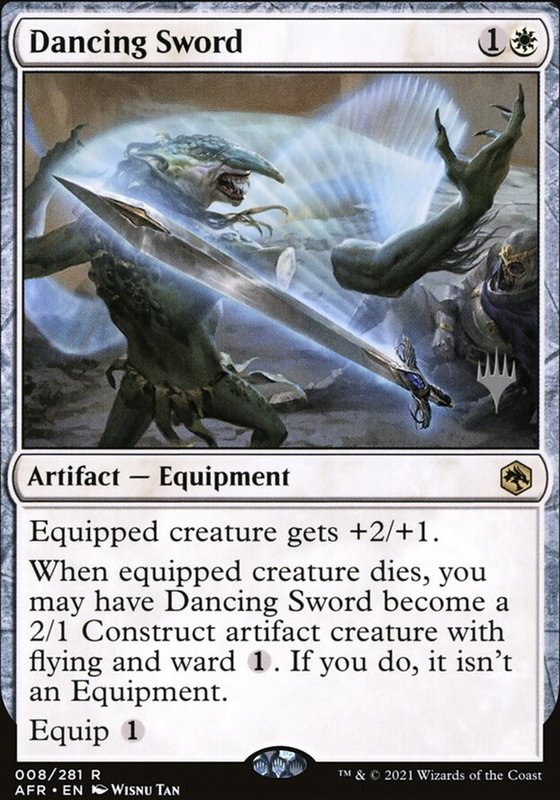 Dancing Sword 1
Artifact — Equipment
Equipped creature gets +2/+1.
When equipped creature dies, you
may have Dancing Sword become a
2/1 Construct artifact creature with
flying and ward 1. If you do, it isn't
an Equipment.
Equip 1
008/281 R
AFR • EN Wisnu Tan
™ & © 2021 Wizards of the Coast